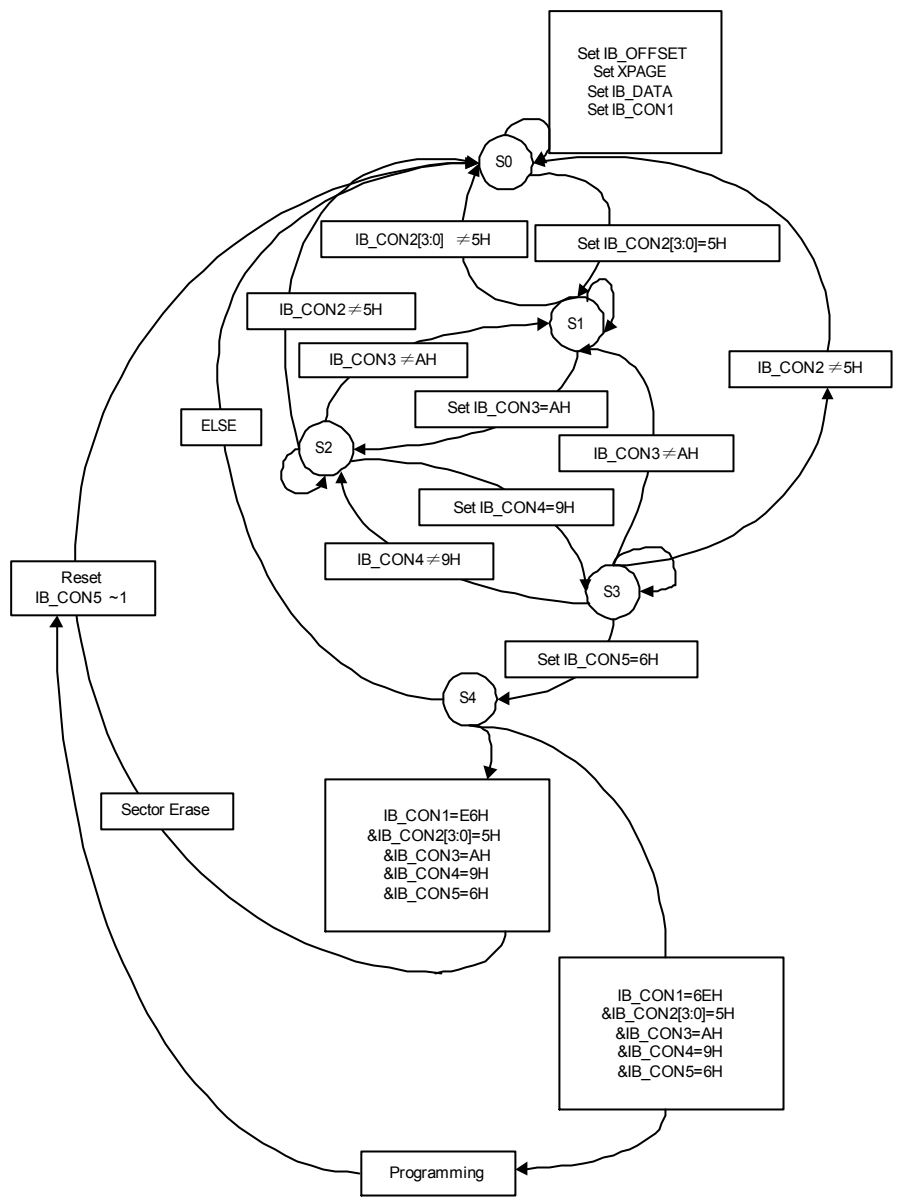 Set IB_OFFSET
Set XPAGE
Set IB_DATA
Set IB_CON1
S0
IB_CON2[3:0] ≠5H
Set IB_CON2[3:0]=5H
IB_CON2≠5H
S1
IB_CON3 ≠AH
IB_CON2 ≠5H
Set IB_CON3=AH
ELSE
S2
IB_CON3≠AH
Set IB_CON4=9H
IB_CON4≠9H
Reset
IB_CON5 ~1
S3
Set IB_CON5=6H
S4
Sector Erase
IB_CON1=E6H
&IB_CON2[3:0]=5H
&IB_CON3=AH
&IB_CON4=9H
&IB_CON5=6H
IB_CON1=6EH
&IB_CON2[3:0]=5H
&IB_CON3=AH
&IB_CON4=9H
&IB_CON5=6H
Programming